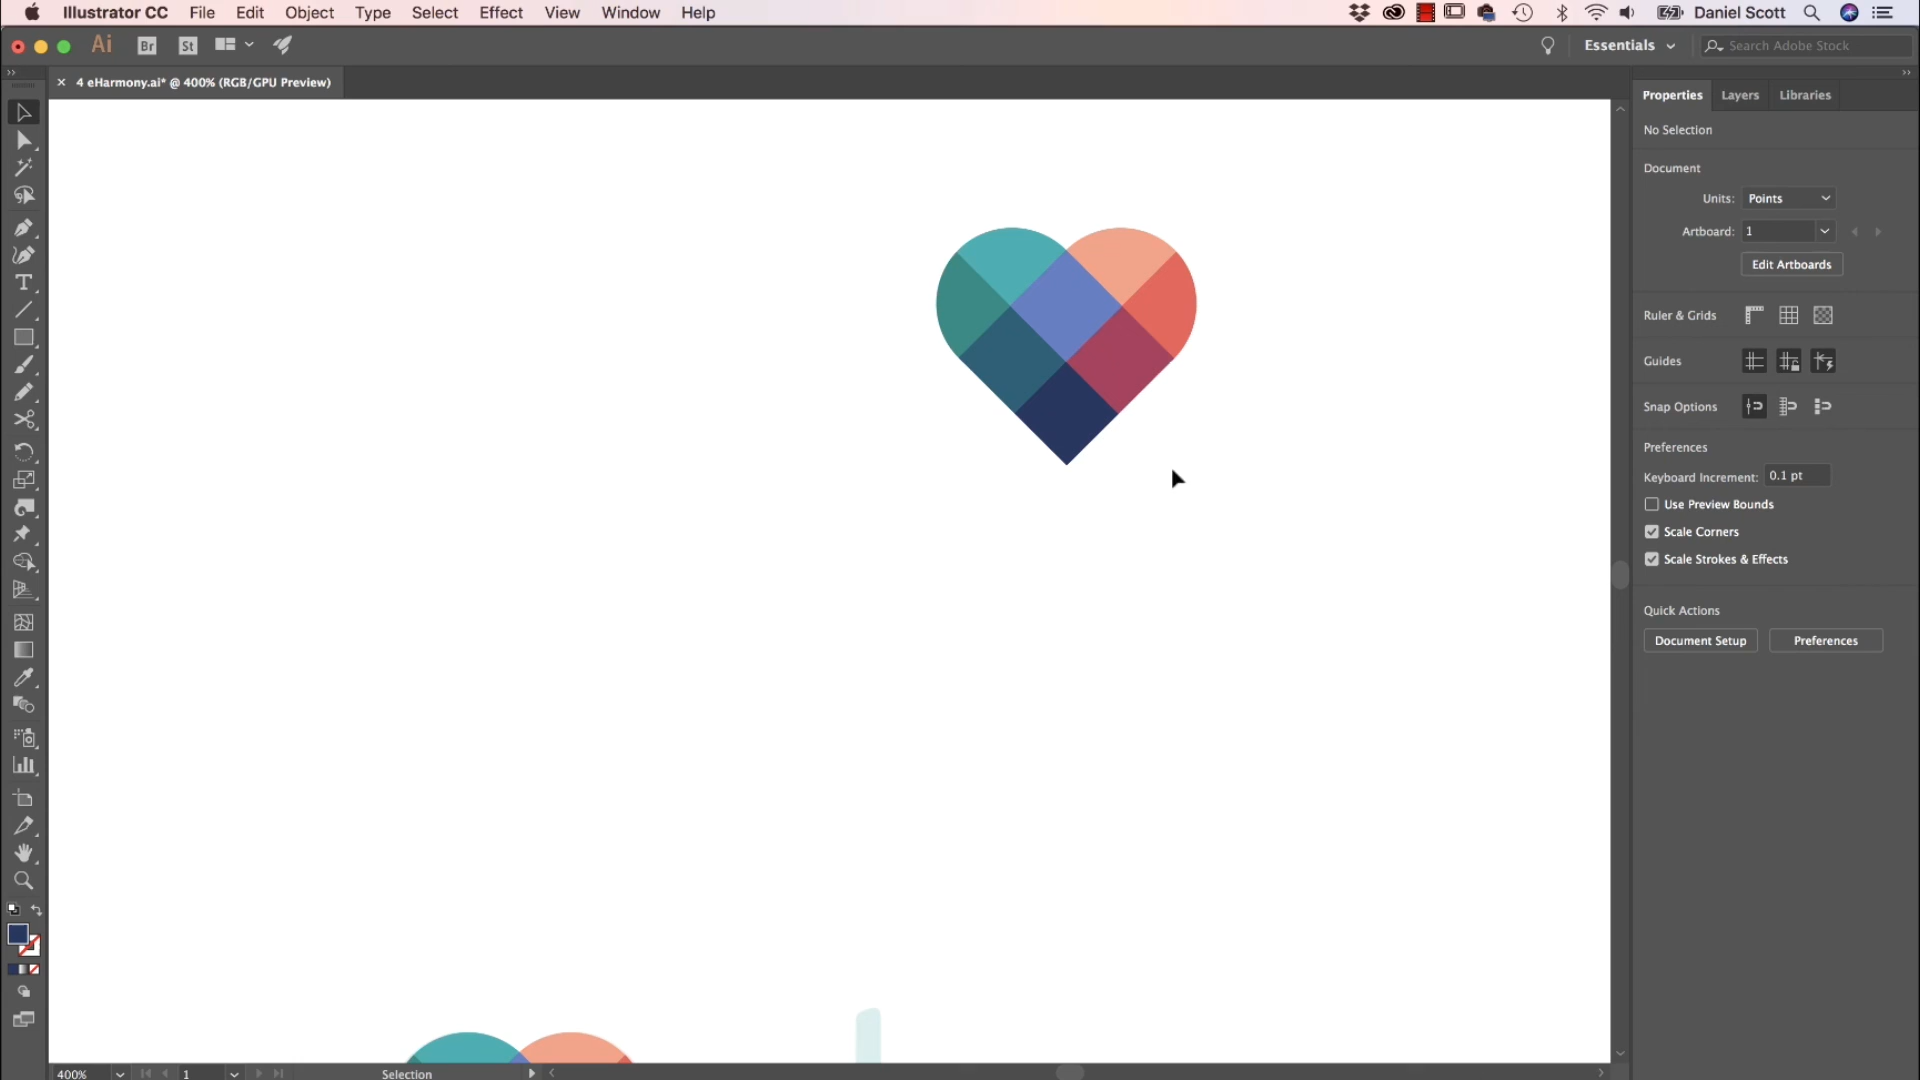 Illustrator CC File Edit Object Type Select Effect View Window Help Daniel Scott
Ai Br St Essentials Search Adobe Stock
4 eHarmony.ai* @ 400% (RGB/GPU Preview)
Properties Layers Libraries
No Selection
Document
Units: Points
Artboard: 1
Edit Artboards
Ruler & Grids
Guides
Snap Options
Preferences
Keyboard Increment: 0.1 pt
Use Preview Bounds
Scale Corners
Scale Strokes & Effects
Quick Actions
Document Setup Preferences
400% 1 Selection